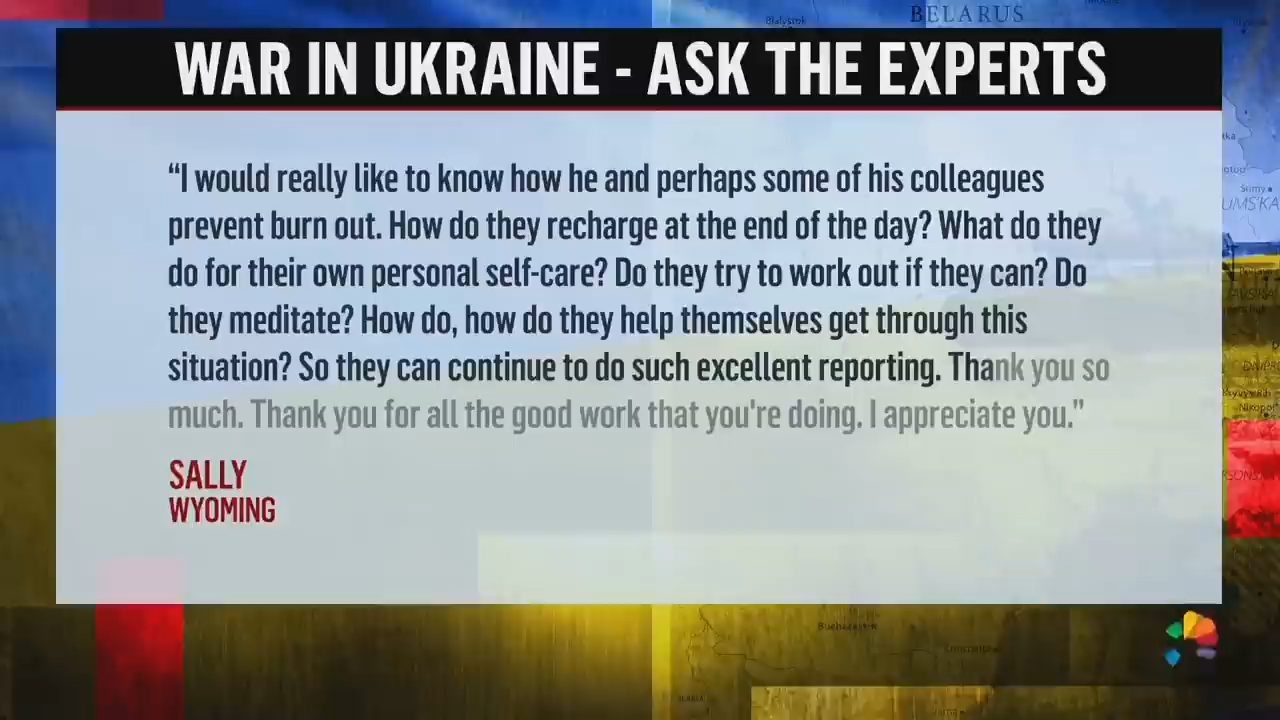 BELARUS
Bialystok
WAR IN UKRAINE - ASK THE EXPERTS
“I would really like to know how he and perhaps some of his colleagues
prevent burn out. How do they recharge at the end of the day? What do they
do for their own personal self-care? Do they try to work out if they can? Do
they meditate? How do, how do they help themselves get through this
situation? So they can continue to do such excellent reporting. Thank you so
much. Thank you for all the good work that you're doing. I appreciate you.”
SALLY
WYOMING
Sumy
Nikopol